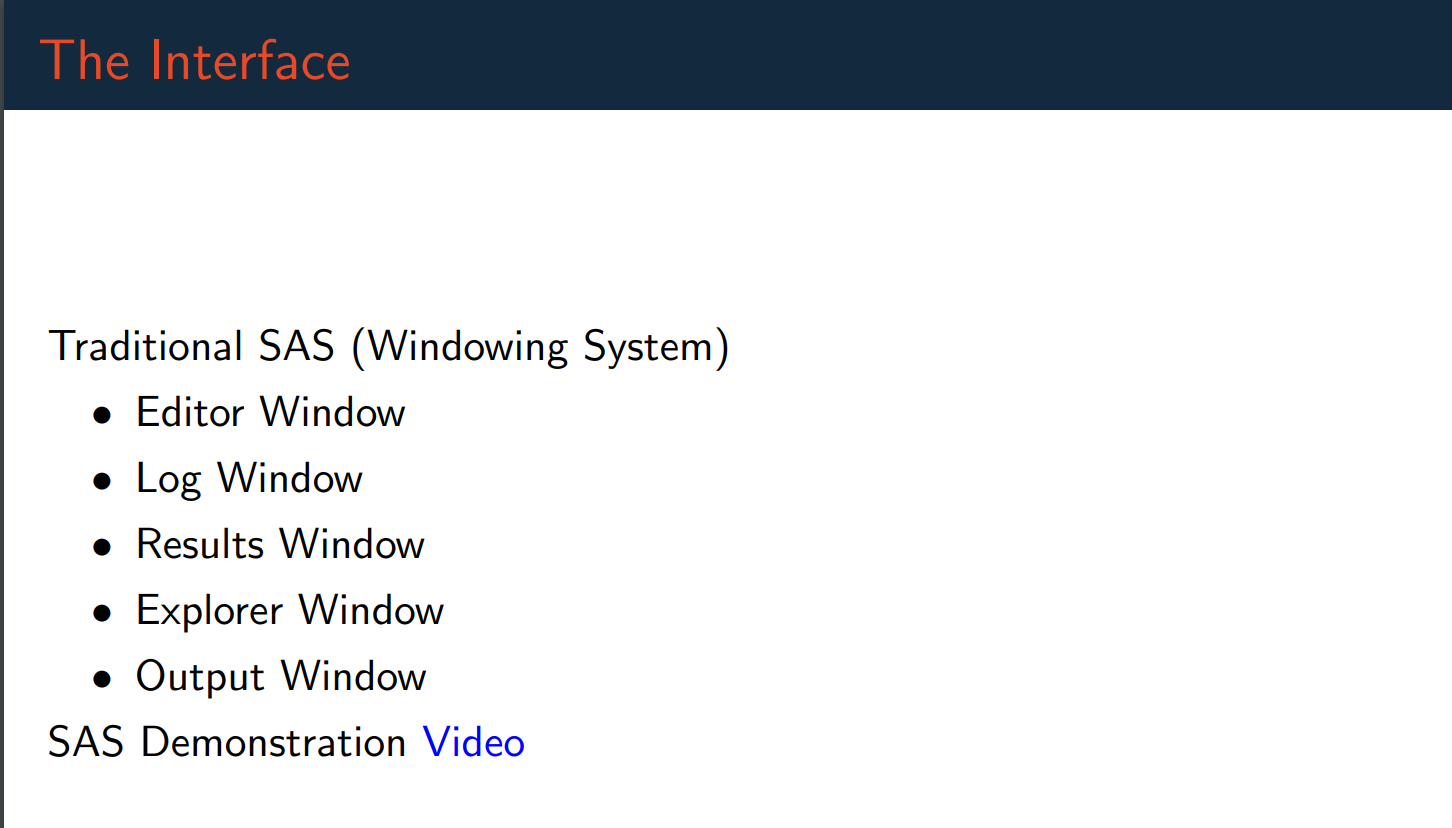 The Interface
Traditional SAS (Windowing System)
• Editor Window
• Log Window
• Results Window
• Explorer Window
• Output Window
SAS Demonstration Video